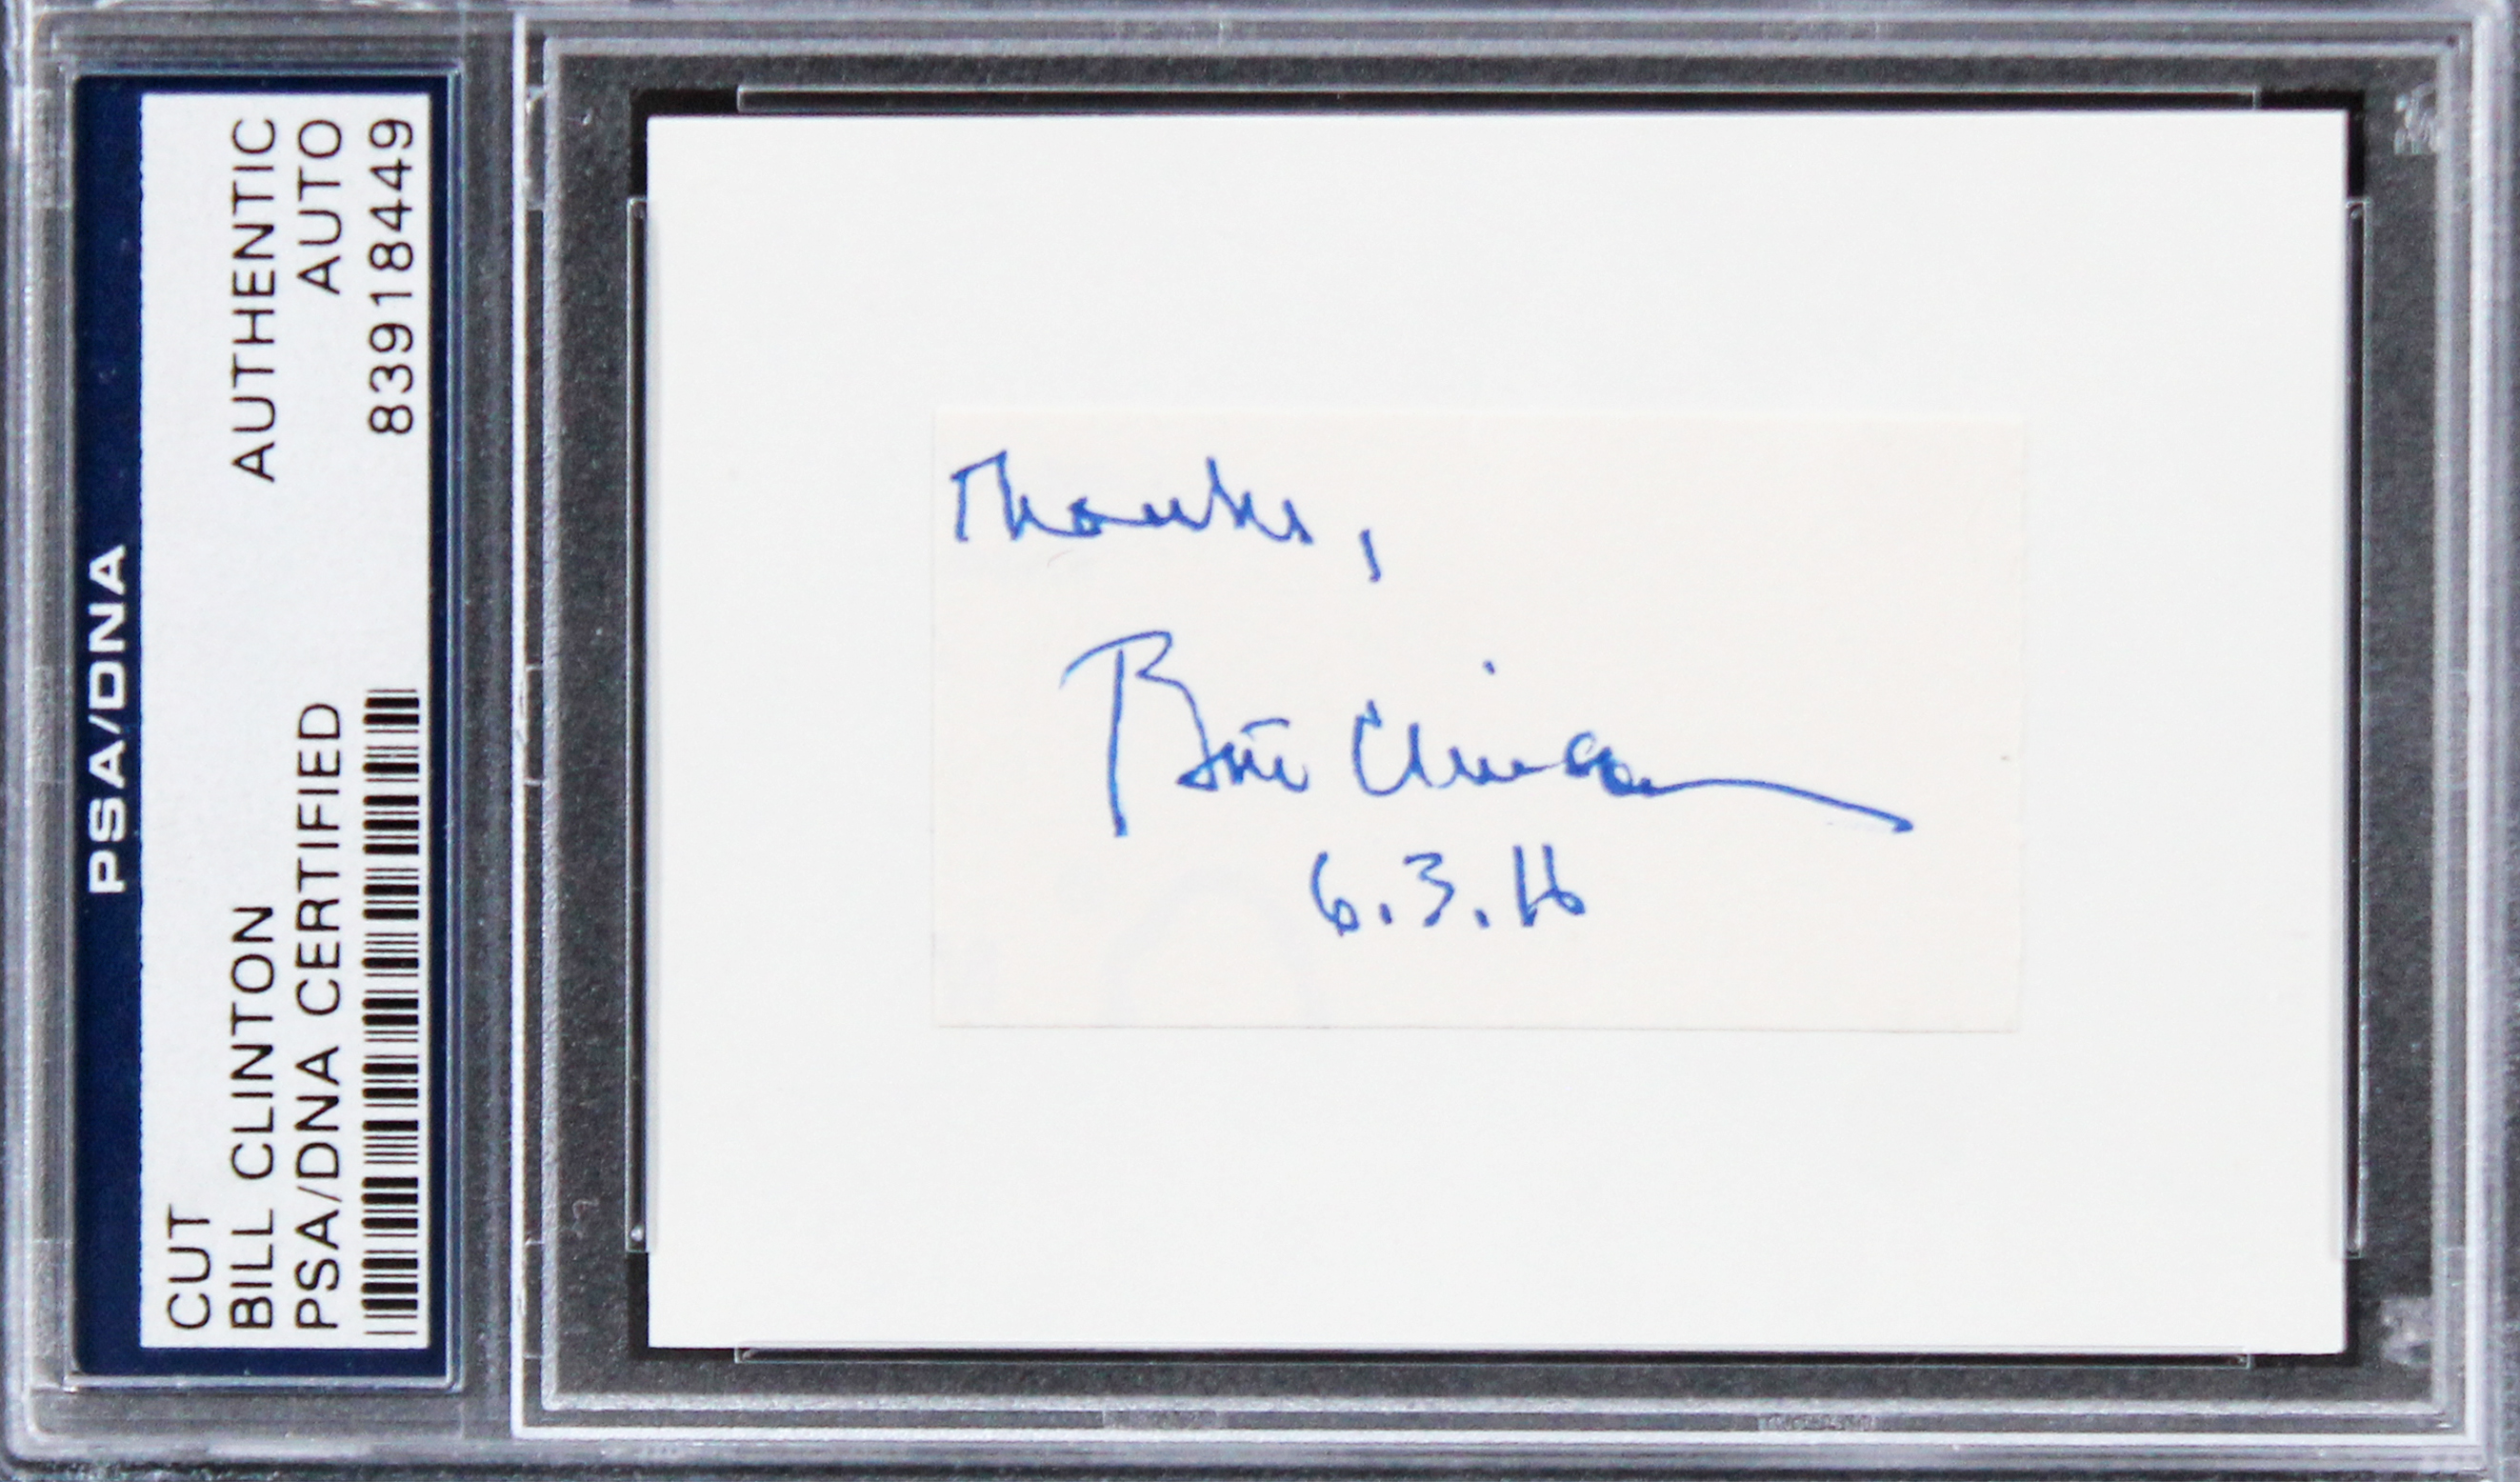 PSA/DNA
CUT
BILL CLINTON AUTHENTIC
PSA/DNA CERTIFIED AUTO
83918449
Thanks,
Bill Clinton
6.3.16